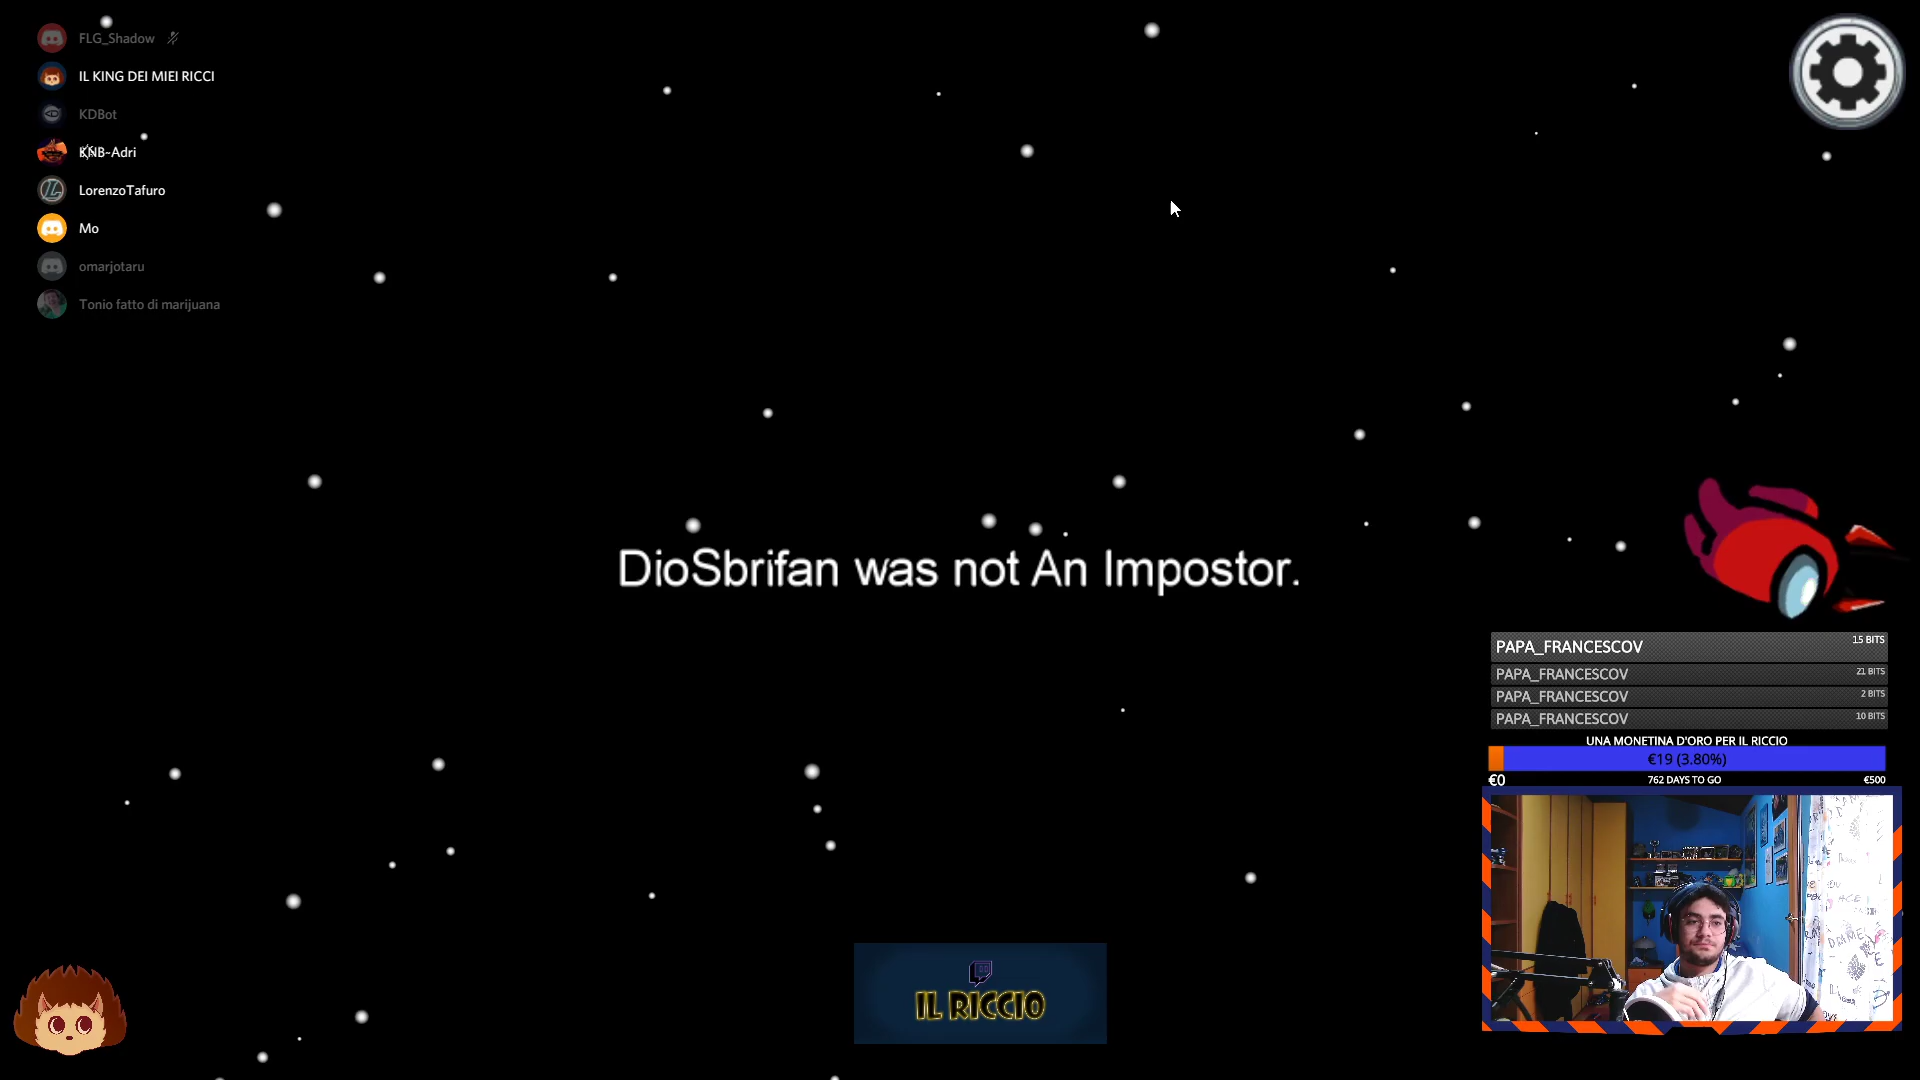 FLG_Shadow
IL KING DEI MIEI RICCI
KDBot
KNB-Adri
LorenzoTafuro
Mo
omarjotaru
Tonio fatto di marijuana
DioSbrifan was not An Impostor.
PAPA_FRANCESCOV 15 BITS
PAPA_FRANCESCOV 21 BITS
PAPA_FRANCESCOV 2 BITS
PAPA_FRANCESCOV 10 BITS
UNA MONETINA D'ORO PER IL RICCIO
€19 (3.80%)
€0 762 DAYS TO GO €500
IL RICCIO